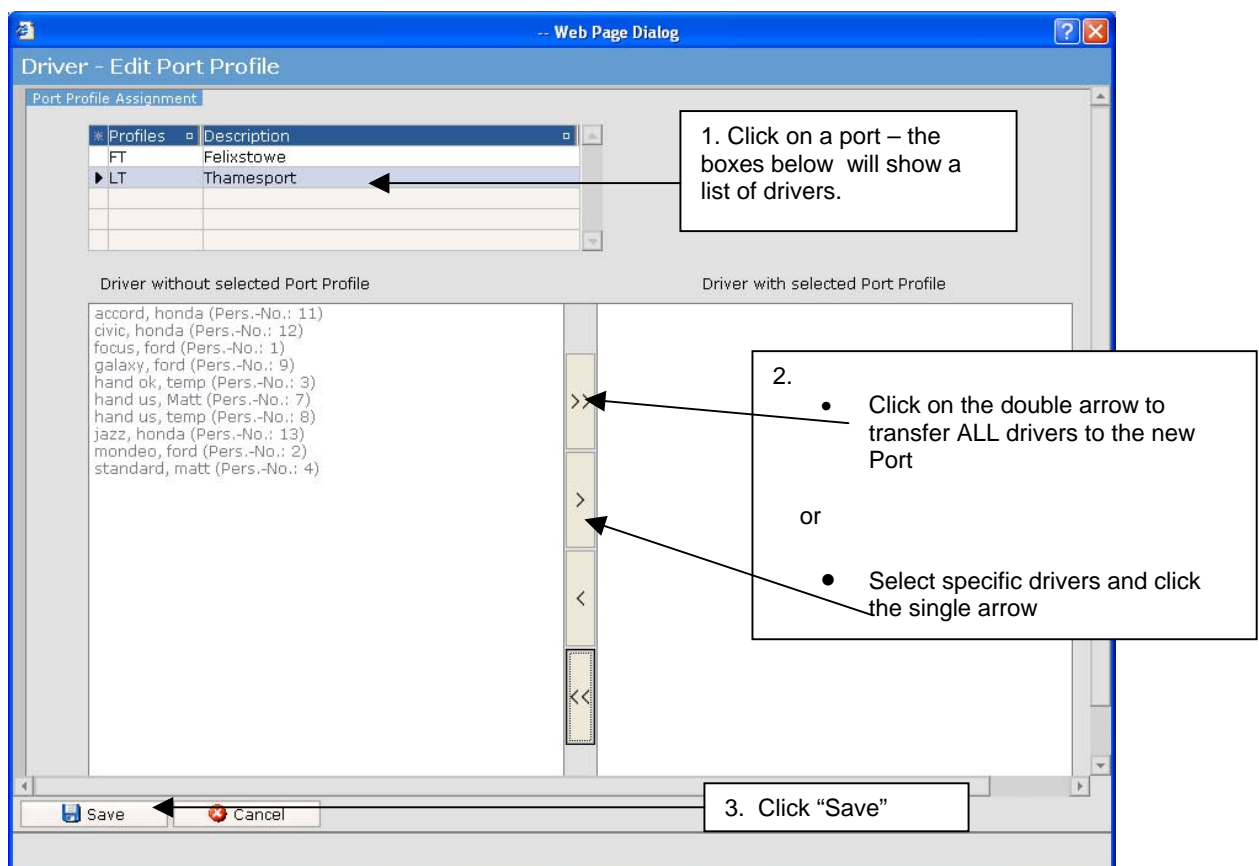 -- Web Page Dialog
Driver - Edit Port Profile
Port Profile Assignment
Profiles Description
FT Felixstowe
LT Thamesport
1. Click on a port – the
boxes below will show a
list of drivers.
Driver without selected Port Profile
Driver with selected Port Profile
accord, honda (Pers.-No.: 11)
civic, honda (Pers.-No.: 12)
focus, ford (Pers.-No.: 1)
galaxy, ford (Pers.-No.: 9)
hand ok, temp (Pers.-No.: 3)
hand us, Matt (Pers.-No.: 7)
hand us, temp (Pers.-No.: 8)
jazz, honda (Pers.-No.: 13)
mondeo, ford (Pers.-No.: 2)
standard, matt (Pers.-No.: 4)
>>
>
<
<<
2.
• Click on the double arrow to
transfer ALL drivers to the new
Port
or
• Select specific drivers and click
the single arrow
Save
Cancel
3. Click “Save”